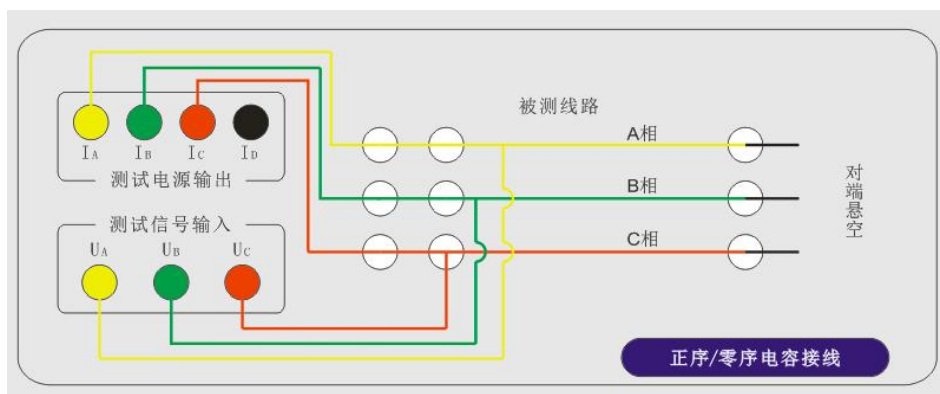 被测线路
A相
IA IB IC ID
测试电源输出
B相
对端悬空
测试信号输入
C相
UA UB UC
正序/零序电容接线